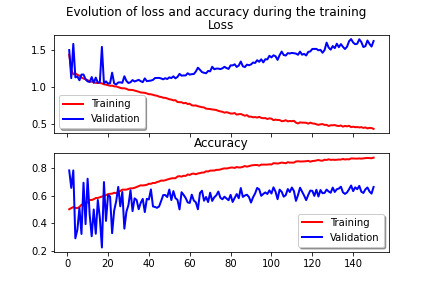 Evolution of loss and accuracy during the training
Loss
1.5
1.0
0.5
Training
Validation
Accuracy
0.8
0.6
0.4
0.2
Training
Validation
0 20 40 60 80 100 120 140